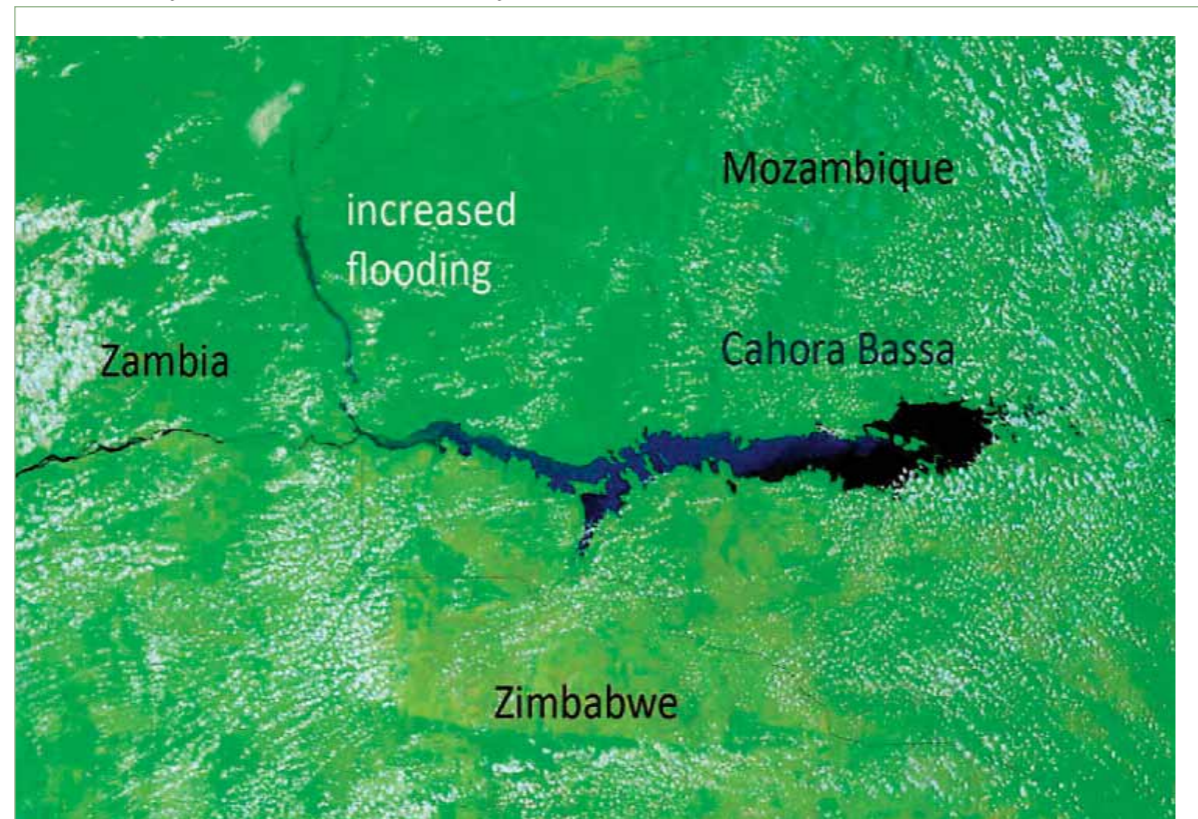 Mozambique
increased
flooding
Zambia
Cahora Bassa
Zimbabwe